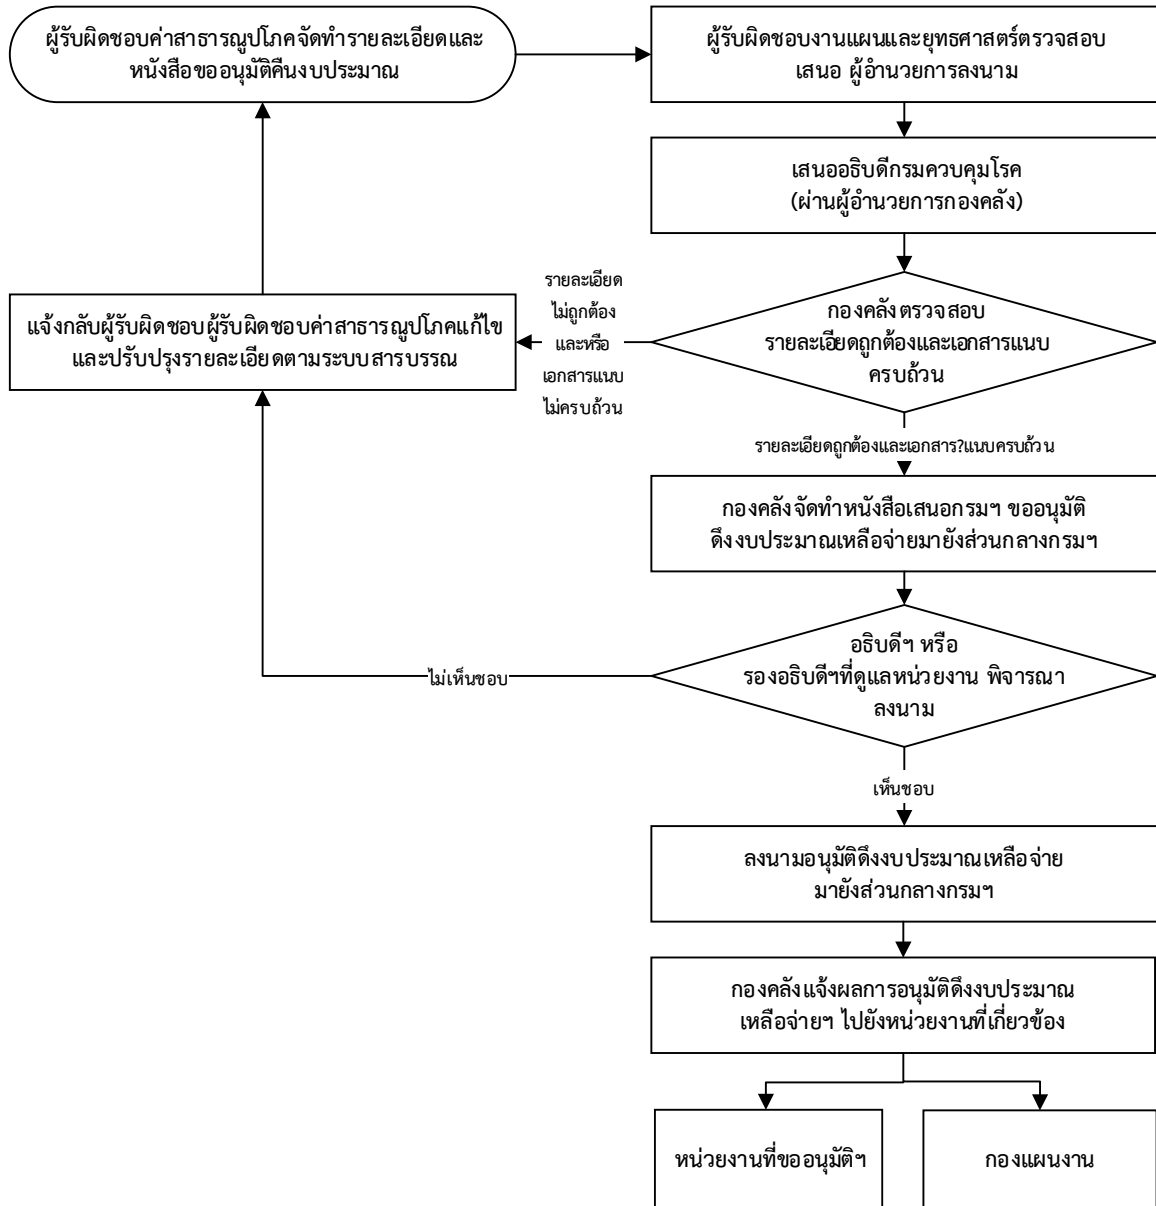 ผู้รับผิดชอบค่าสาธารณูปโภคจัดทำรายละเอียดและ
หนังสือขออนุมัติคืนงบประมาณ
ผู้รับผิดชอบงานแผนและยุทธศาสตร์ตรวจสอบ
เสนอ ผู้อำนวยการลงนาม
เสนออธิบดีกรมควบคุมโรค
(ผ่านผู้อำนวยการกองคลัง)
กองคลังตรวจสอบ
รายละเอียดถูกต้องและเอกสารแนบ
ครบถ้วน
รายละเอียด
ไม่ถูกต้อง
และหรือ
เอกสารแนบ
ไม่ครบถ้วน
แจ้งกลับผู้รับผิดชอบผู้รับผิดชอบค่าสาธารณูปโภคแก้ไข
และปรับปรุงรายละเอียดตามระบบสารบรรณ
รายละเอียดถูกต้องและเอกสาร?แนบครบถ้วน
กองคลังจัดทำหนังสือเสนอกรมฯ ขออนุมัติ
ดึงงบประมาณเหลือจ่ายมายังส่วนกลางกรมฯ
อธิบดีฯ หรือ
รองอธิบดีฯที่ดูแลหน่วยงาน พิจารณา
ลงนาม
ไม่เห็นชอบ
เห็นชอบ
ลงนามอนุมัติดึงงบประมาณเหลือจ่าย
มายังส่วนกลางกรมฯ
กองคลังแจ้งผลการอนุมัติดึงงบประมาณ
เหลือจ่ายฯ ไปยังหน่วยงานที่เกี่ยวข้อง
หน่วยงานที่ขออนุมัติฯ
กองแผนงาน